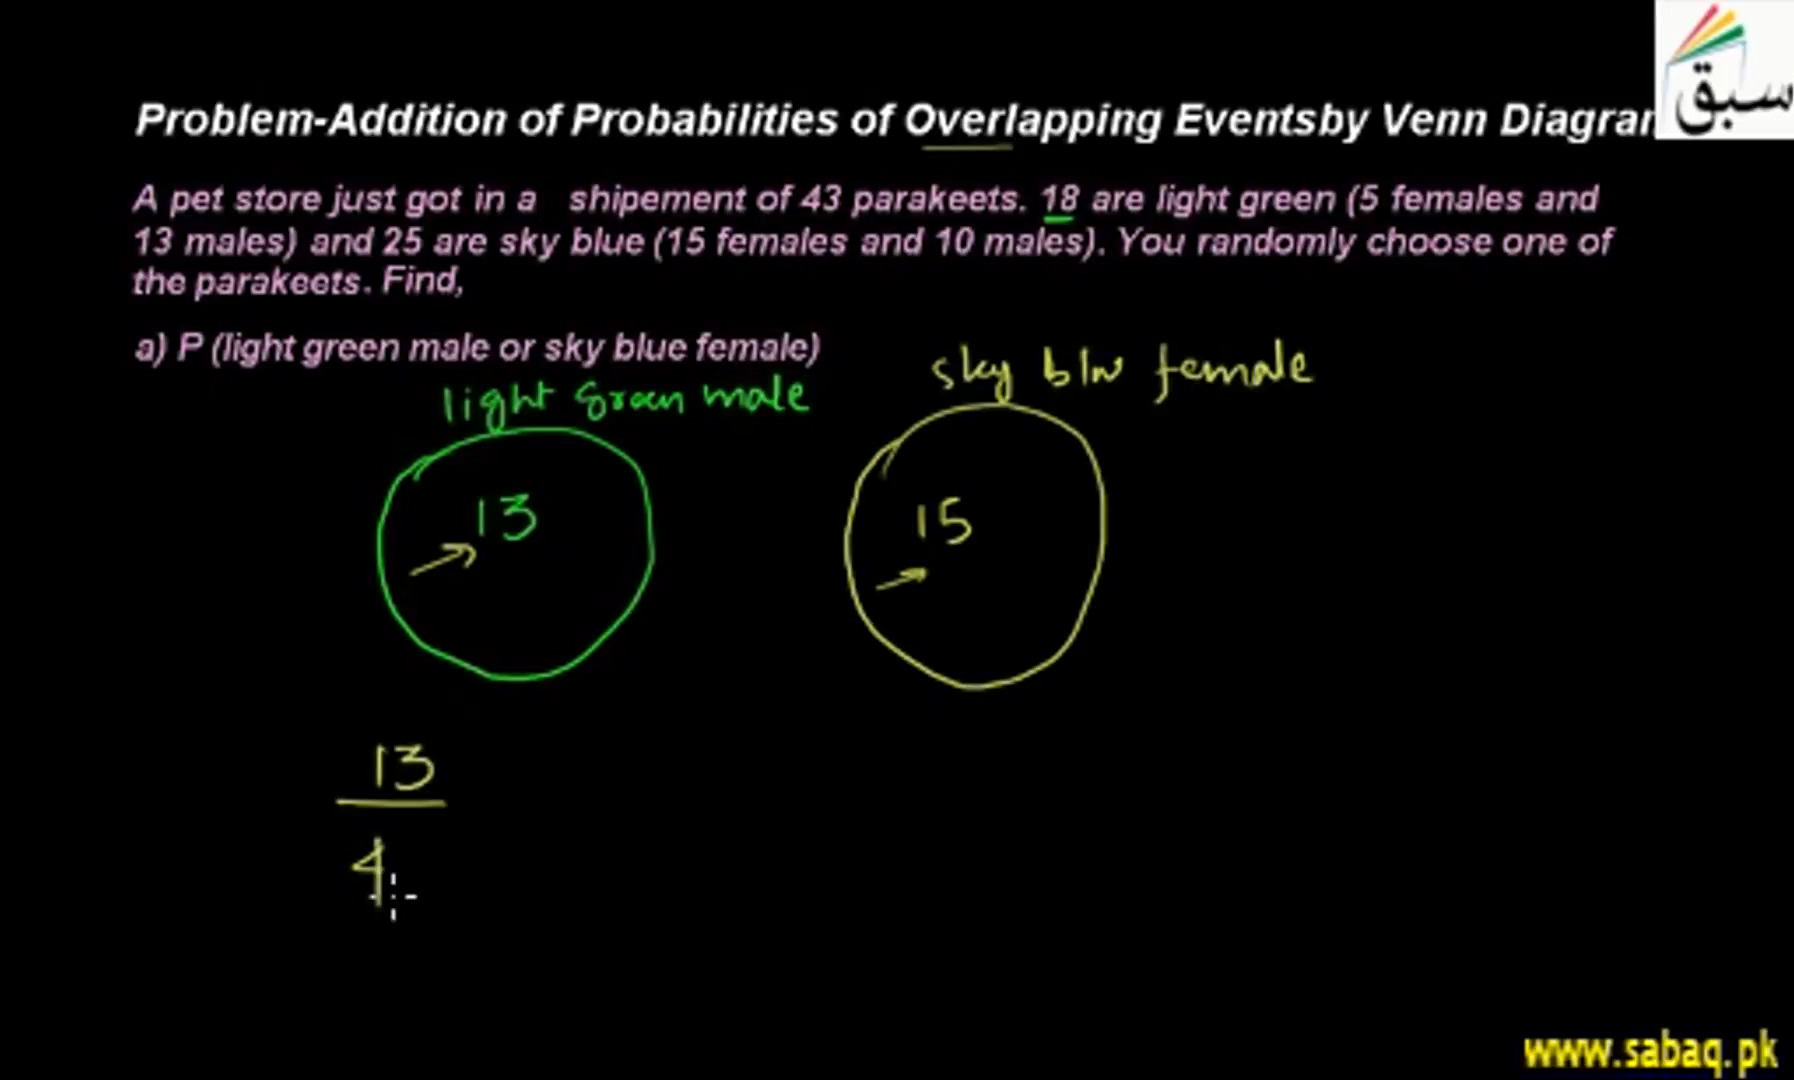 سبق
Problem-Addition of Probabilities of Overlapping Eventsby Venn Diagram
A pet store just got in a shipement of 43 parakeets. 18 are light green (5 females and
13 males) and 25 are sky blue (15 females and 10 males). You randomly choose one of
the parakeets. Find,
a) P (light green male or sky blue female)
sky blu female
light green male
13
15
13
4
www.sabaq.pk